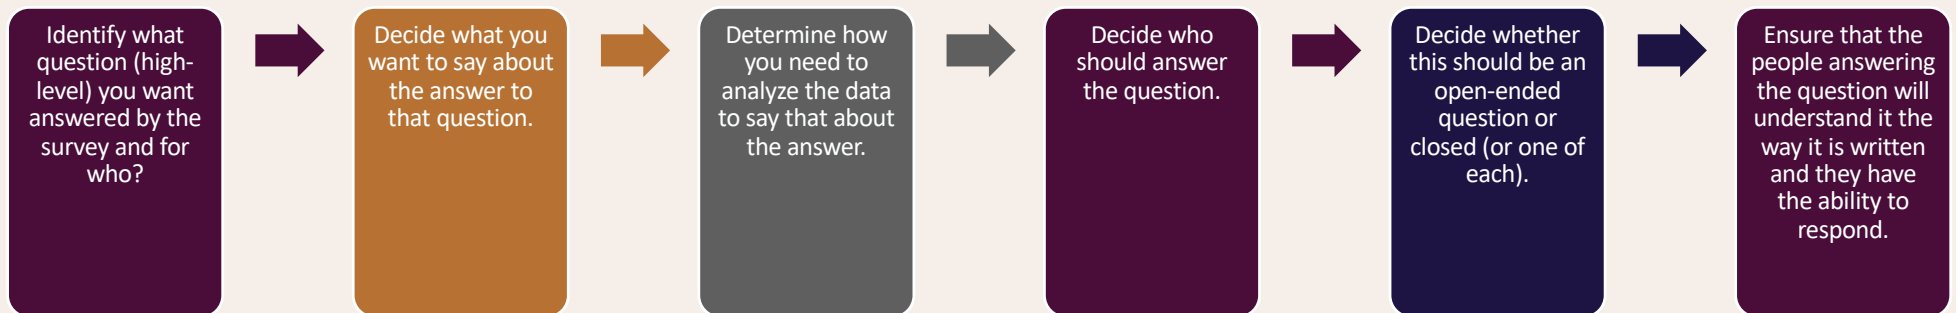 Identify what
question (high-
level) you want
answered by the
survey and for
who?
Decide what you
want to say about
the answer to
that question.
Determine how
you need to
analyze the data
to say that about
the answer.
Decide who
should answer
the question.
Decide whether
this should be an
open-ended
question or
closed (or one of
each).
Ensure that the
people answering
the question will
understand it the
way it is written
and they have
the ability to
respond.